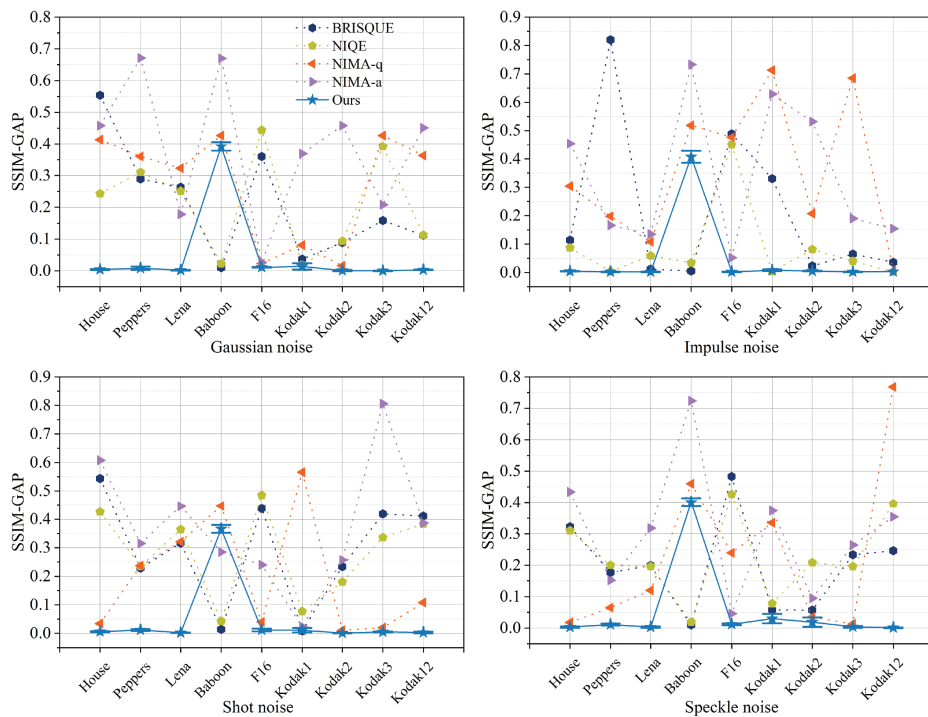 0.8
0.7
0.6
0.5
0.4
0.3
0.2
0.1
0.0
SSIM-GAP
BRISQUE
NIQE
NIMA-q
NIMA-a
Ours
House
Peppers
Lena
Baboon
F16
Kodak1
Kodak2
Kodak3
Kodak12
Gaussian noise
0.9
0.8
0.7
0.6
0.5
0.4
0.3
0.2
0.1
0.0
SSIM-GAP
House
Peppers
Lena
Baboon
F16
Kodak1
Kodak2
Kodak3
Kodak12
Impulse noise
0.9
0.8
0.7
0.6
0.5
0.4
0.3
0.2
0.1
0.0
SSIM-GAP
House
Peppers
Lena
Baboon
F16
Kodak1
Kodak2
Kodak3
Kodak12
Shot noise
0.8
0.7
0.6
0.5
0.4
0.3
0.2
0.1
0.0
SSIM-GAP
House
Peppers
Lena
Baboon
F16
Kodak1
Kodak2
Kodak3
Kodak12
Speckle noise